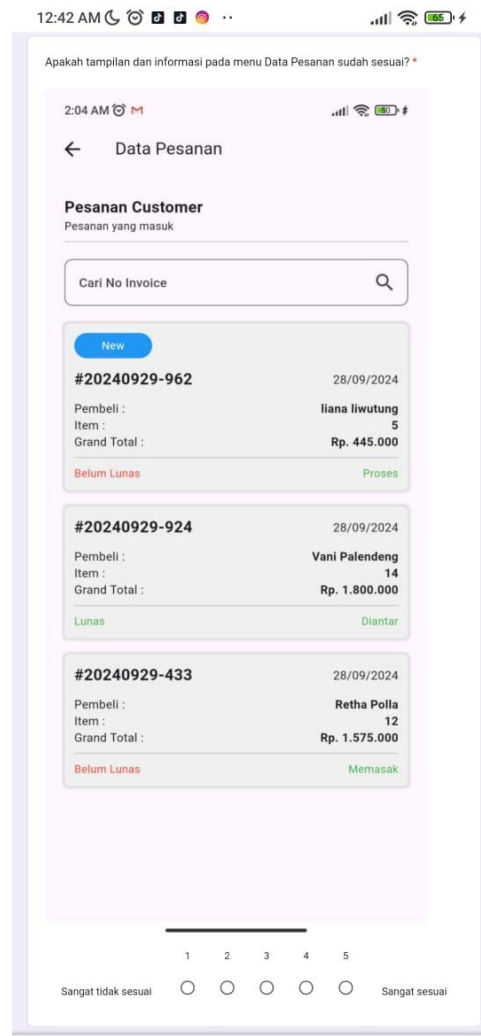 12:42 AM
65
Apakah tampilan dan informasi pada menu Data Pesanan sudah sesuai? *
2:04 AM
60
Data Pesanan
Pesanan Customer
Pesanan yang masuk
Cari No Invoice
New
#20240929-962 28/09/2024
Pembeli : liana liwutung
Item : 5
Grand Total : Rp. 445.000
Belum Lunas Proses
#20240929-924 28/09/2024
Pembeli : Vani Palendeng
Item : 14
Grand Total : Rp. 1.800.000
Lunas Diantar
#20240929-433 28/09/2024
Pembeli : Retha Polla
Item : 12
Grand Total : Rp. 1.575.000
Belum Lunas Memasak
1 2 3 4 5
Sangat tidak sesuai Sangat sesuai